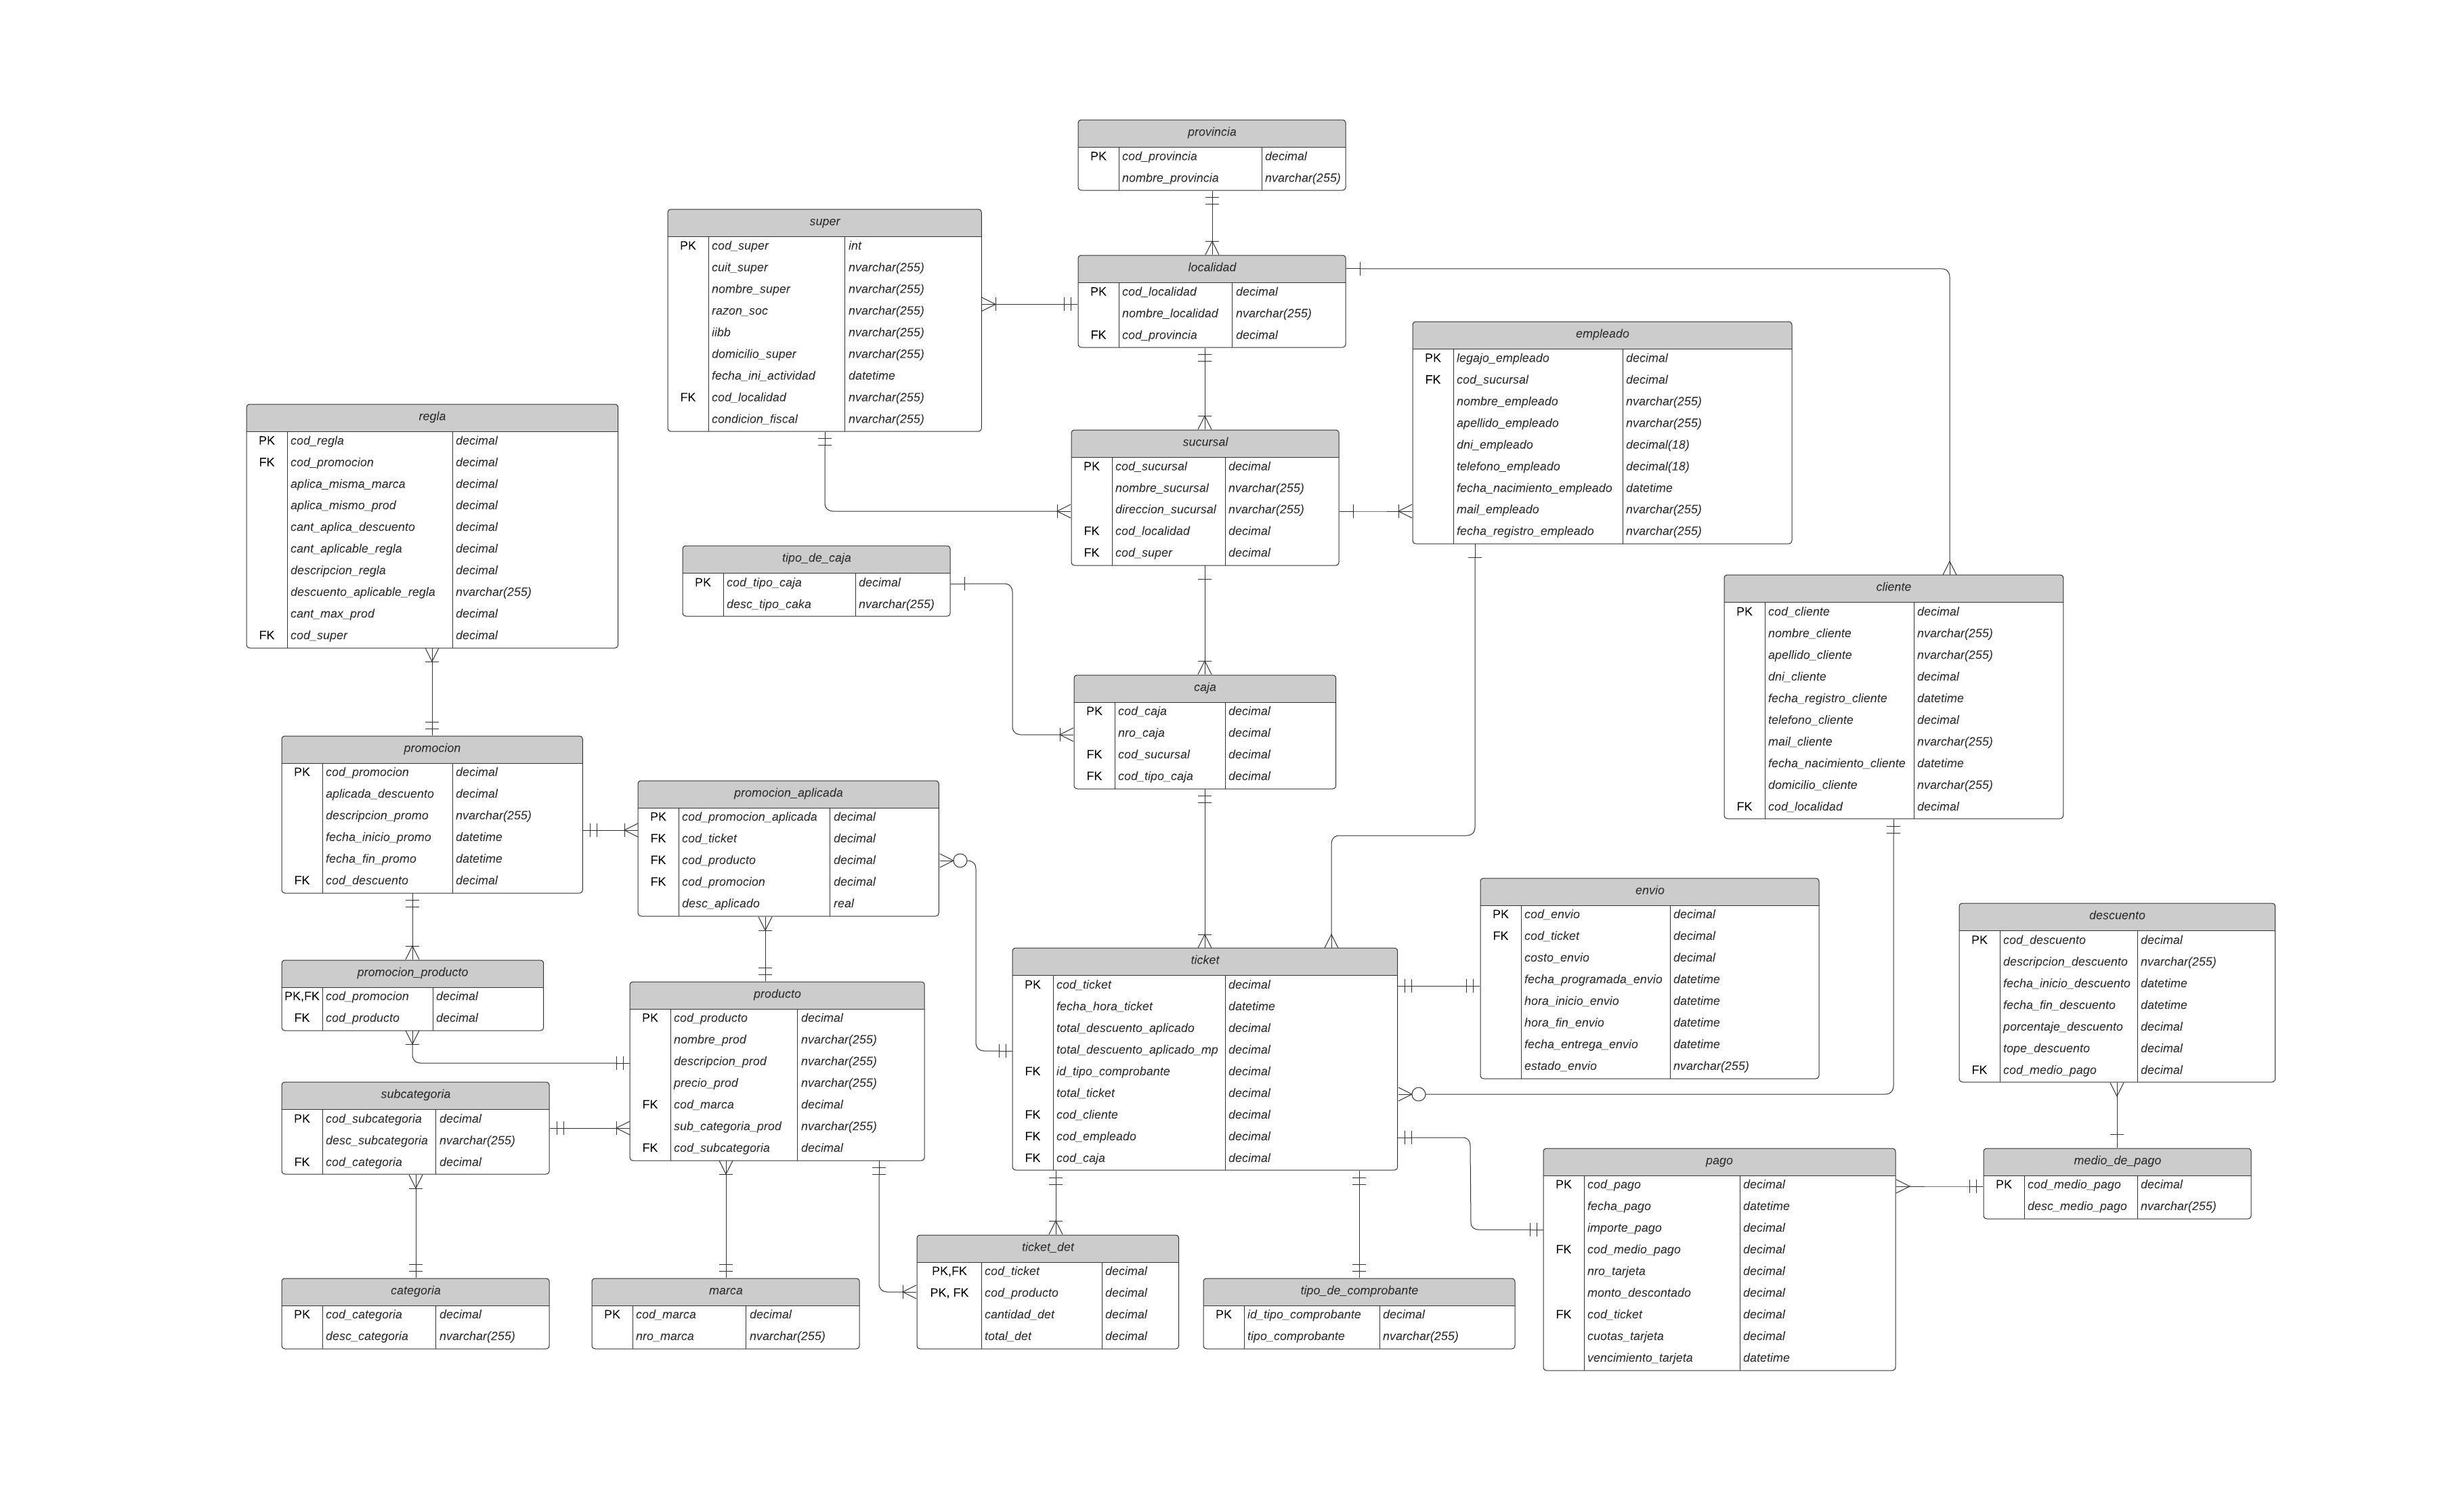 provincia
PK cod_provincia decimal
nombre_provincia nvarchar(255)
super
PK cod_super int
cuit_super nvarchar(255)
nombre_super nvarchar(255)
razon_soc nvarchar(255)
iibb nvarchar(255)
domicilio_super nvarchar(255)
fecha_ini_actividad datetime
FK cod_localidad nvarchar(255)
condicion_fiscal nvarchar(255)
localidad
PK cod_localidad decimal
nombre_localidad nvarchar(255)
FK cod_provincia decimal
empleado
PK legajo_empleado decimal
FK cod_sucursal decimal
nombre_empleado nvarchar(255)
apellido_empleado nvarchar(255)
dni_empleado decimal(18)
telefono_empleado decimal(18)
fecha_nacimiento_empleado datetime
mail_empleado nvarchar(255)
fecha_registro_empleado nvarchar(255)
regla
PK cod_regla decimal
FK cod_promocion decimal
aplica_misma_marca decimal
aplica_mismo_prod decimal
cant_aplica_descuento decimal
cant_aplicable_regla decimal
descripcion_regla decimal
descuento_aplicable_regla nvarchar(255)
cant_max_prod decimal
FK cod_super decimal
sucursal
PK cod_sucursal decimal
nombre_sucursal nvarchar(255)
direccion_sucursal nvarchar(255)
FK cod_localidad decimal
FK cod_super decimal
tipo_de_caja
PK cod_tipo_caja decimal
desc_tipo_caka nvarchar(255)
cliente
PK cod_cliente decimal
nombre_cliente nvarchar(255)
apellido_cliente nvarchar(255)
dni_cliente decimal
fecha_registro_cliente datetime
telefono_cliente decimal
mail_cliente nvarchar(255)
fecha_nacimiento_cliente datetime
domicilio_cliente nvarchar(255)
FK cod_localidad decimal
caja
PK cod_caja decimal
nro_caja decimal
FK cod_sucursal decimal
FK cod_tipo_caja decimal
promocion
PK cod_promocion decimal
aplicada_descuento decimal
descripcion_promo nvarchar(255)
fecha_inicio_promo datetime
fecha_fin_promo datetime
FK cod_descuento decimal
promocion_aplicada
PK cod_promocion_aplicada decimal
FK cod_ticket decimal
FK cod_producto decimal
FK cod_promocion decimal
desc_aplicado real
envio
PK cod_envio decimal
FK cod_ticket decimal
costo_envio decimal
fecha_programada_envio datetime
hora_inicio_envio datetime
hora_fin_envio datetime
fecha_entrega_envio datetime
estado_envio nvarchar(255)
descuento
PK cod_descuento decimal
descripcion_descuento nvarchar(255)
fecha_inicio_descuento datetime
fecha_fin_descuento datetime
porcentaje_descuento decimal
tope_descuento decimal
FK cod_medio_pago decimal
promocion_producto
PK,FK cod_promocion decimal
FK cod_producto decimal
producto
PK cod_producto decimal
nombre_prod nvarchar(255)
descripcion_prod nvarchar(255)
precio_prod nvarchar(255)
FK cod_marca decimal
sub_categoria_prod nvarchar(255)
FK cod_subcategoria decimal
ticket
PK cod_ticket decimal
fecha_hora_ticket datetime
total_descuento_aplicado decimal
total_descuento_aplicado_mp decimal
FK id_tipo_comprobante decimal
total_ticket decimal
FK cod_cliente decimal
FK cod_empleado decimal
FK cod_caja decimal
subcategoria
PK cod_subcategoria decimal
desc_subcategoria nvarchar(255)
FK cod_categoria decimal
pago
PK cod_pago decimal
fecha_pago datetime
importe_pago decimal
FK cod_medio_pago decimal
nro_tarjeta decimal
monto_descontado decimal
FK cod_ticket decimal
cuotas_tarjeta decimal
vencimiento_tarjeta datetime
medio_de_pago
PK cod_medio_pago decimal
desc_medio_pago nvarchar(255)
ticket_det
PK,FK cod_ticket decimal
PK, FK cod_producto decimal
cantidad_det decimal
total_det decimal
categoria
PK cod_categoria decimal
desc_categoria nvarchar(255)
marca
PK cod_marca decimal
nro_marca nvarchar(255)
tipo_de_comprobante
PK id_tipo_comprobante decimal
tipo_comprobante nvarchar(255)